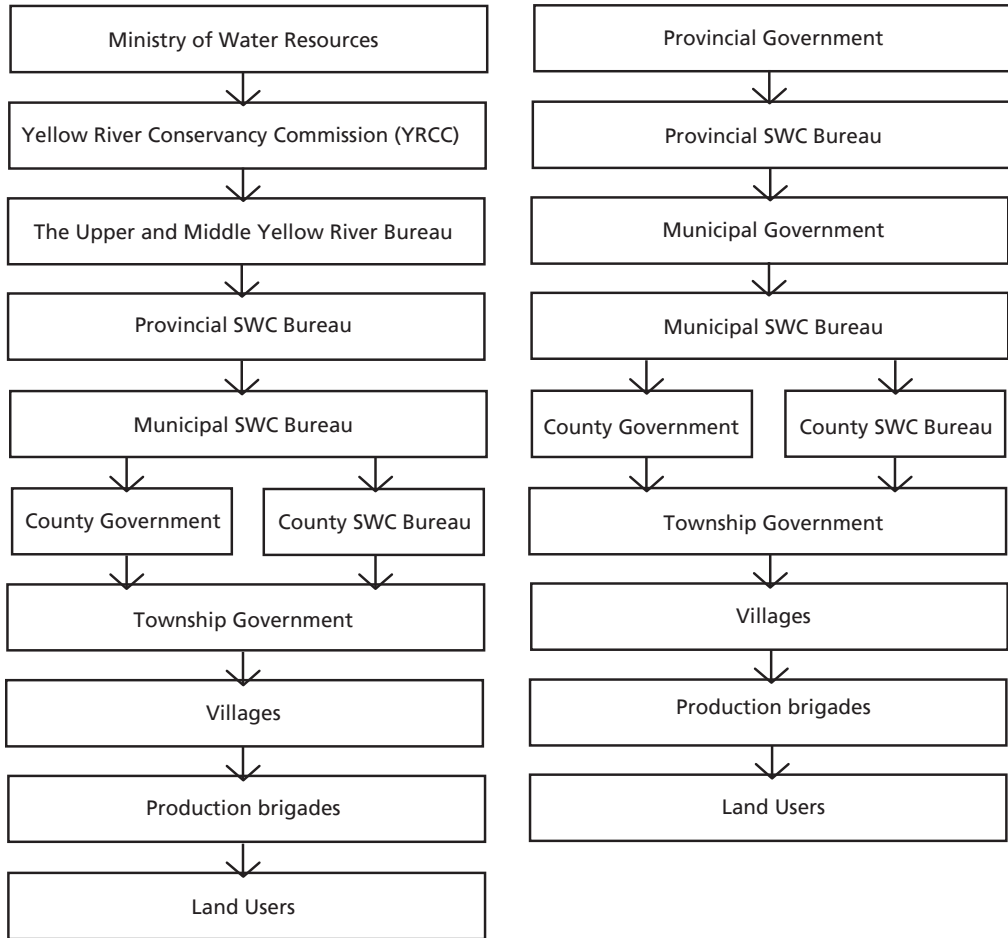 Ministry of Water Resources
Yellow River Conservancy Commission (YRCC)
The Upper and Middle Yellow River Bureau
Provincial SWC Bureau
Municipal SWC Bureau
County Government
County SWC Bureau
Township Government
Villages
Production brigades
Land Users
Provincial Government
Provincial SWC Bureau
Municipal Government
Municipal SWC Bureau
County Government
County SWC Bureau
Township Government
Villages
Production brigades
Land Users